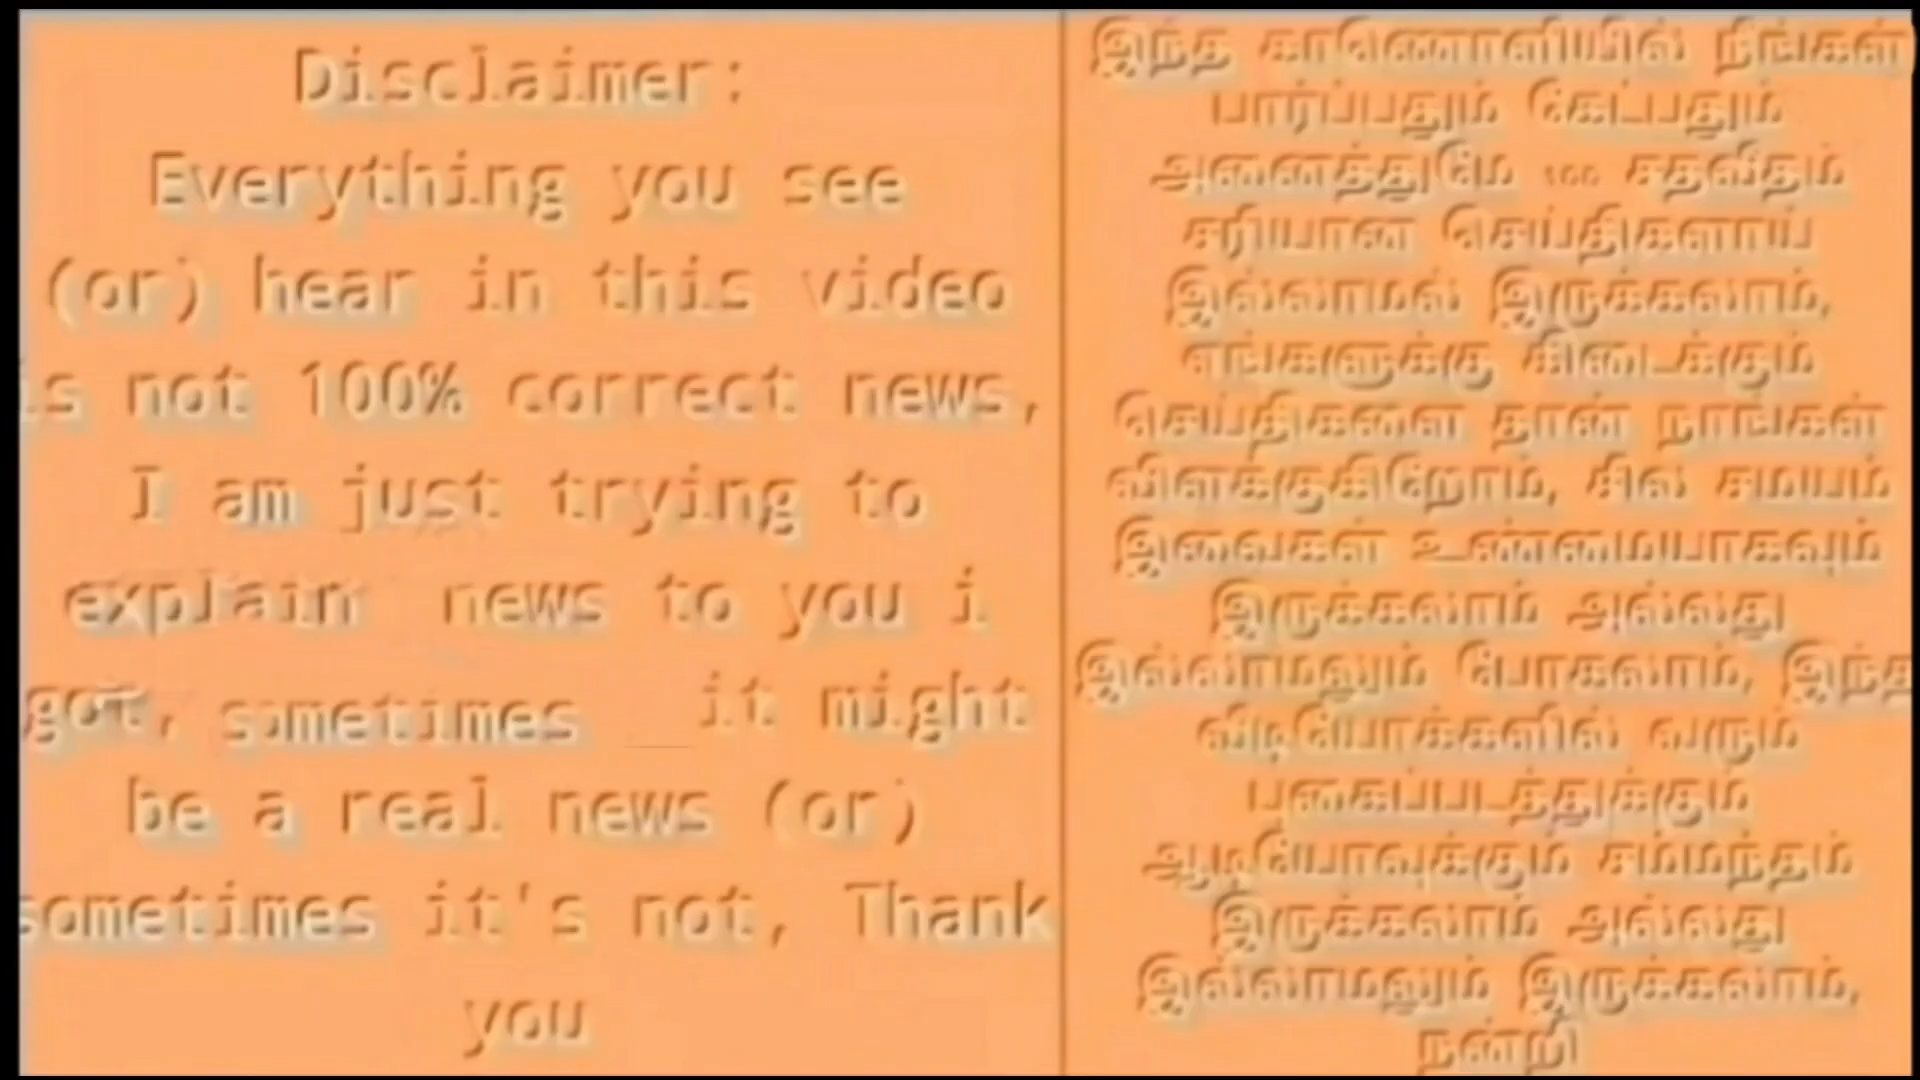 Disclaimer:
Everything you see
(or) hear in this video
is not 100% correct news,
I am just trying to
explain news to you i
got, sometimes it might
be a real news (or)
sometimes it's not, Thank
you
இந்த காணொளியில் நீங்கள்
பார்ப்பதும் கேட்பதும்
அனைத்துமே 100 சதவீதம்
சரியான செய்திகளாய்
இல்லாமல் இருக்கலாம்,
எங்களுக்கு கிடைக்கும்
செய்திகளை தான் நாங்கள்
விளக்குகிறோம், சில சமயம்
இவைகள் உண்மையாகவும்
இருக்கலாம் அல்லது
இல்லாமலும் போகலாம், இந்த
வீடியோக்களில் வரும்
புகைப்படத்துக்கும்
ஆடியோவுக்கும் சம்மந்தம்
இருக்கலாம் அல்லது
இல்லாமலும் இருக்கலாம்,
நன்றி